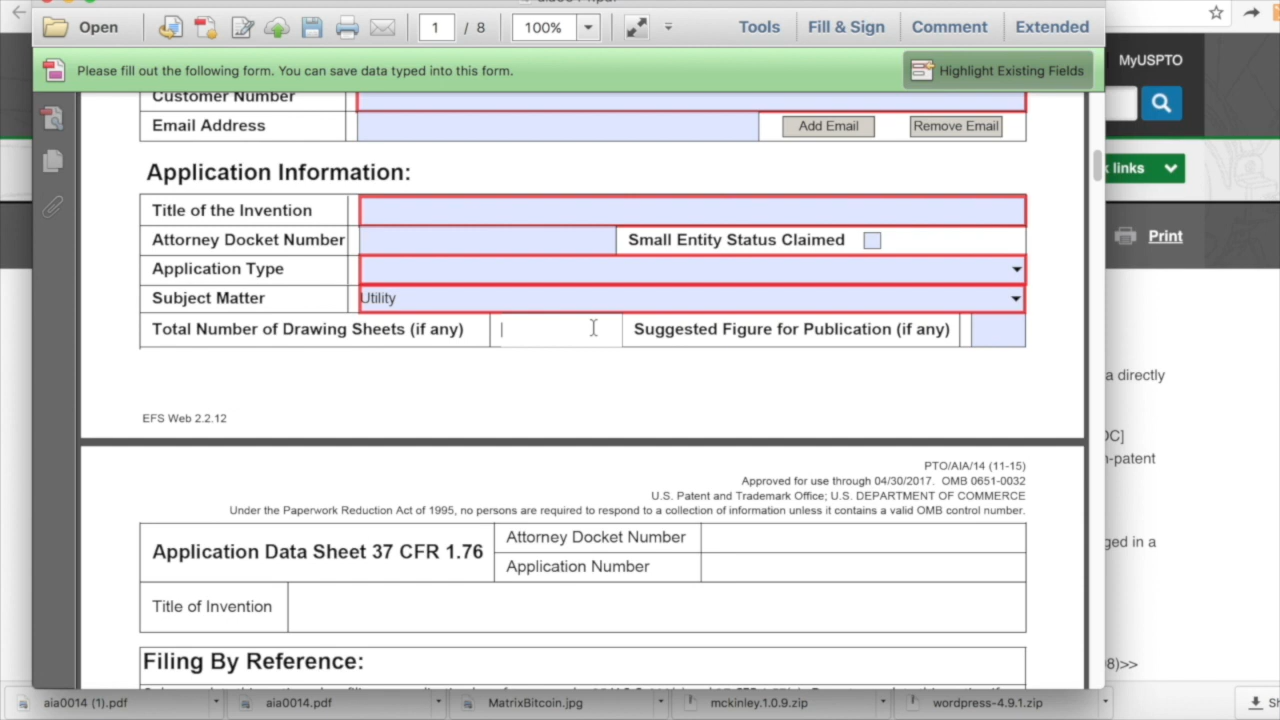 Open
1 / 8
100%
Tools
Fill & Sign
Comment
Extended
Please fill out the following form. You can save data typed into this form.
Highlight Existing Fields
MyUSPTO
links
Print
Customer Number
Email Address
Add Email
Remove Email
Application Information:
Title of the Invention
Attorney Docket Number
Small Entity Status Claimed
Application Type
Subject Matter
Utility
Total Number of Drawing Sheets (if any)
Suggested Figure for Publication (if any)
a directly
EFS Web 2.2.12
-patent
PTO/AIA/14 (11-15)
Approved for use through 04/30/2017. OMB 0651-0032
U.S. Patent and Trademark Office; U.S. DEPARTMENT OF COMMERCE
Under the Paperwork Reduction Act of 1995, no persons are required to respond to a collection of information unless it contains a valid OMB control number.
Application Data Sheet 37 CFR 1.76
Attorney Docket Number
Application Number
ged in a
Title of Invention
Filing By Reference:
8)>>
aia0014 (1).pdf
aia0014.pdf
MatrixBitcoin.jpg
mckinley.1.0.9.zip
wordpress-4.9.1.zip